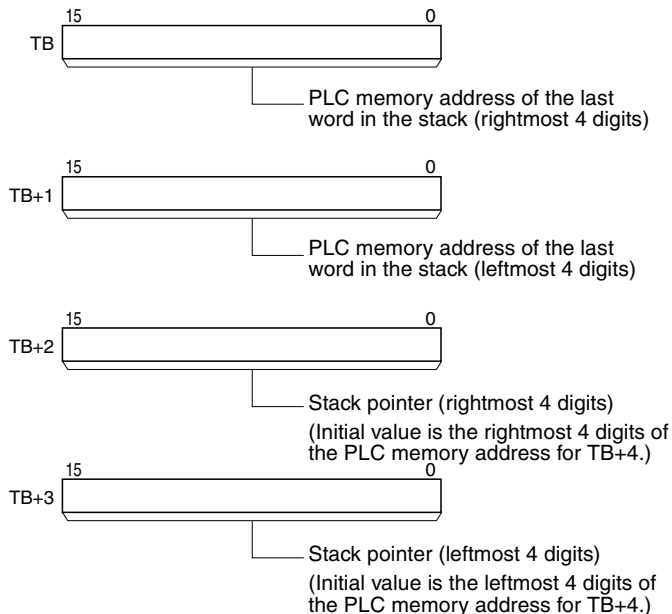 15 0
TB
PLC memory address of the last
word in the stack (rightmost 4 digits)
15 0
TB+1
PLC memory address of the last
word in the stack (leftmost 4 digits)
15 0
TB+2
Stack pointer (rightmost 4 digits)
(Initial value is the rightmost 4 digits of
the PLC memory address for TB+4.)
15 0
TB+3
Stack pointer (leftmost 4 digits)
(Initial value is the leftmost 4 digits of
the PLC memory address for TB+4.)